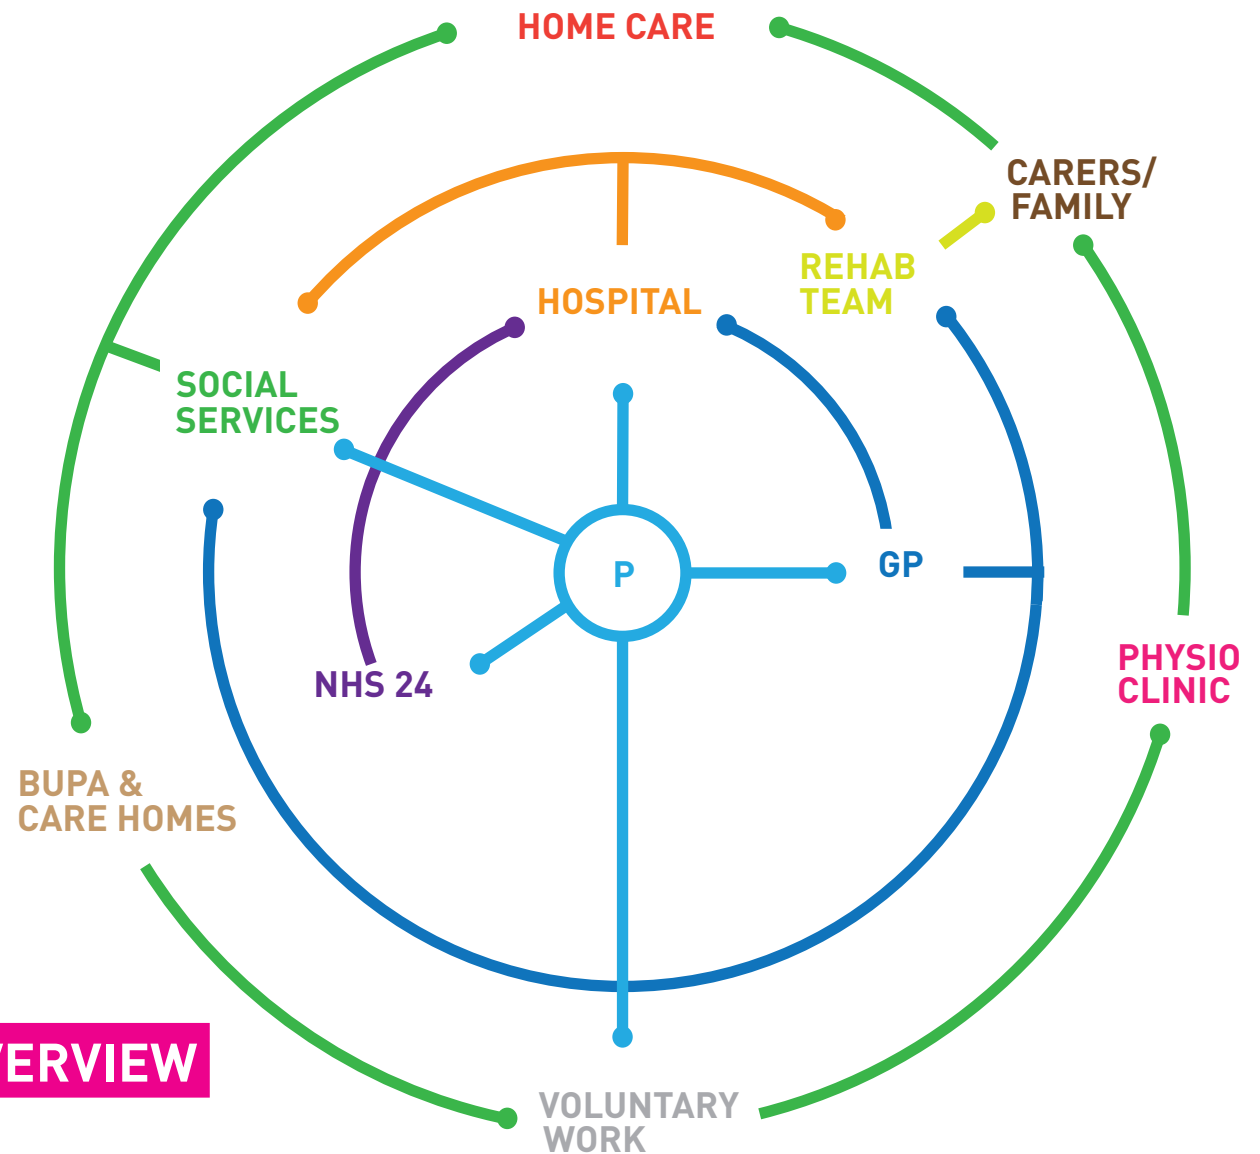 HOME CARE
CARERS/
FAMILY
REHAB
TEAM
HOSPITAL
SOCIAL
SERVICES
P
GP
PHYSIO
CLINIC
NHS 24
BUPA &
CARE HOMES
VERVIEW
VOLUNTARY
WORK